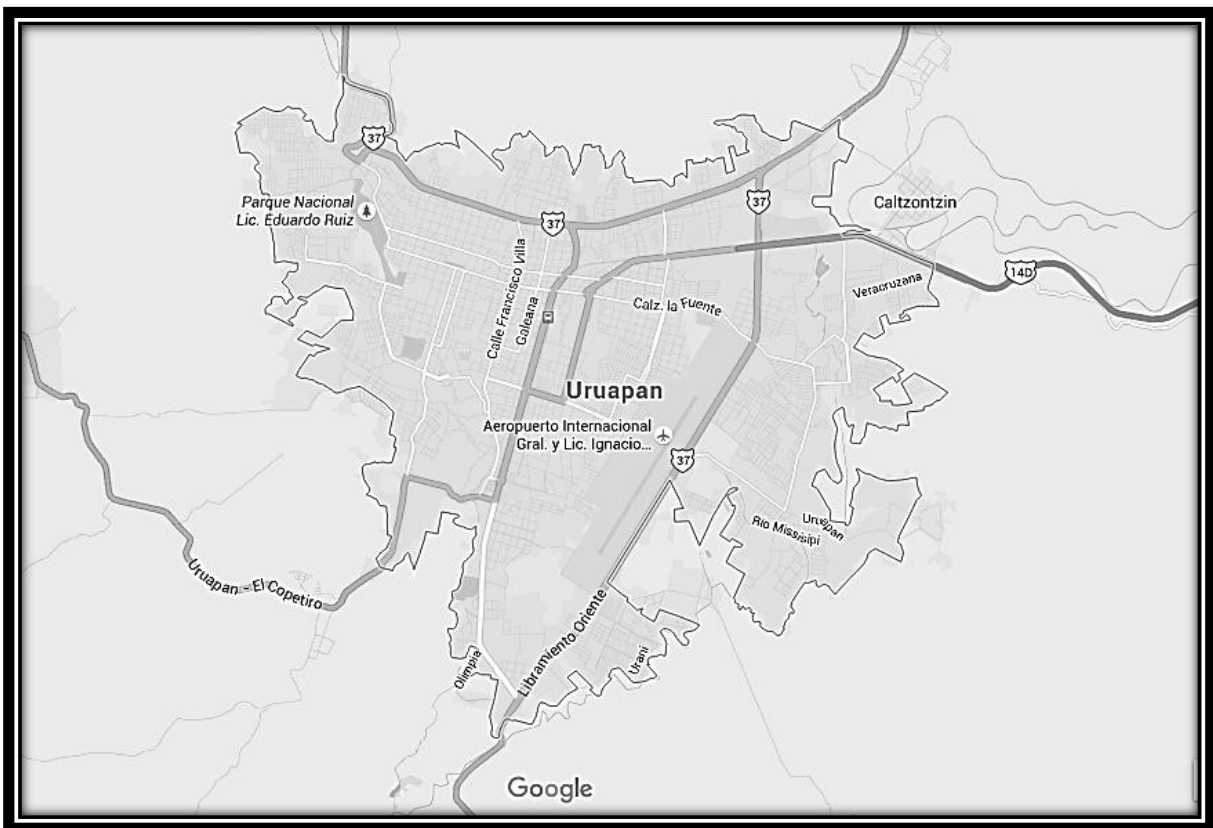 37
Parque Nacional
Lic. Eduardo Ruiz
37
37
Caltzontzin
14D
Veracruzana
Calle Francisco Villa
Galeana
Calz. la Fuente
Uruapan
Aeropuerto Internacional
Gral. y Lic. Ignacio...
37
Uruapan
Río Missisipi
Uruapan - El Copetiro
Libramiento Oriente
Olimpia
Urani
Google